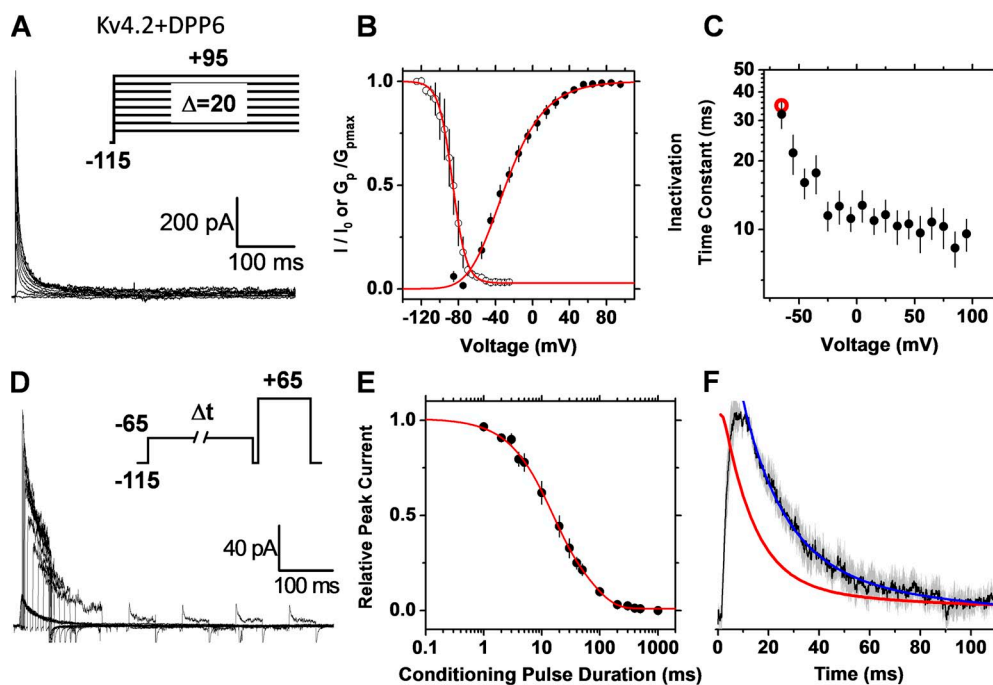 A
Kv4.2+DPP6
+95
Δ=20
-115
200 pA
100 ms
B
I / I0 or Gp /Gpmax
1.0
0.5
0.0
-120 -80 -40 0 40 80
Voltage (mV)
C
Inactivation
Time Constant (ms)
50
40
30
20
10
-50 0 50 100
Voltage (mV)
D
+65
Δt
-65
-115
40 pA
100 ms
E
Relative Peak Current
1.0
0.5
0.0
0.1 1 10 100 1000
Conditioning Pulse Duration (ms)
F
0 20 40 60 80 100
Time (ms)